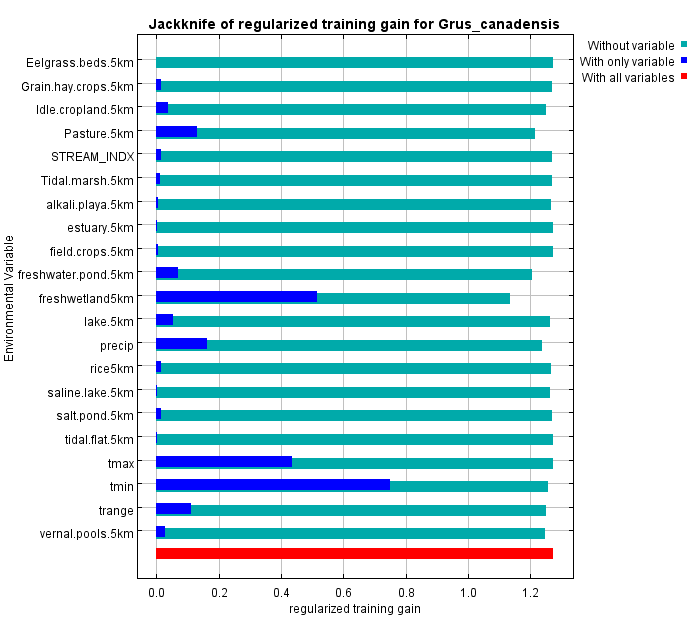 Jackknife of regularized training gain for Grus_canadensis
Without variable
With only variable
With all variables
Environmental Variable
Eelgrass.beds.5km
Grain.hay.crops.5km
Idle.cropland.5km
Pasture.5km
STREAM_INDX
Tidal.marsh.5km
alkali.playa.5km
estuary.5km
field.crops.5km
freshwater.pond.5km
freshwetland5km
lake.5km
precip
rice5km
saline.lake.5km
salt.pond.5km
tidal.flat.5km
tmax
tmin
trange
vernal.pools.5km
0.0 0.2 0.4 0.6 0.8 1.0 1.2
regularized training gain